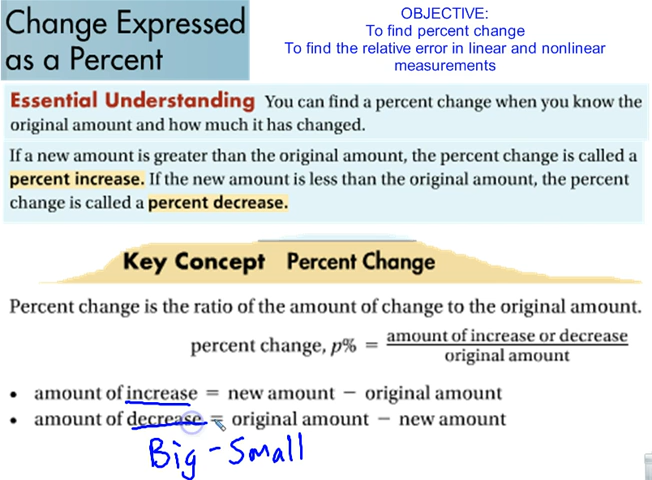 Change Expressed
as a Percent
OBJECTIVE:
To find percent change
To find the relative error in linear and nonlinear
measurements
Essential Understanding You can find a percent change when you know the
original amount and how much it has changed.
If a new amount is greater than the original amount, the percent change is called a
percent increase. If the new amount is less than the original amount, the percent
change is called a percent decrease.
Key Concept Percent Change
Percent change is the ratio of the amount of change to the original amount.
percent change, p% = amount of increase or decrease
original amount
• amount of increase = new amount − original amount
• amount of decrease = original amount − new amount
Big - Small